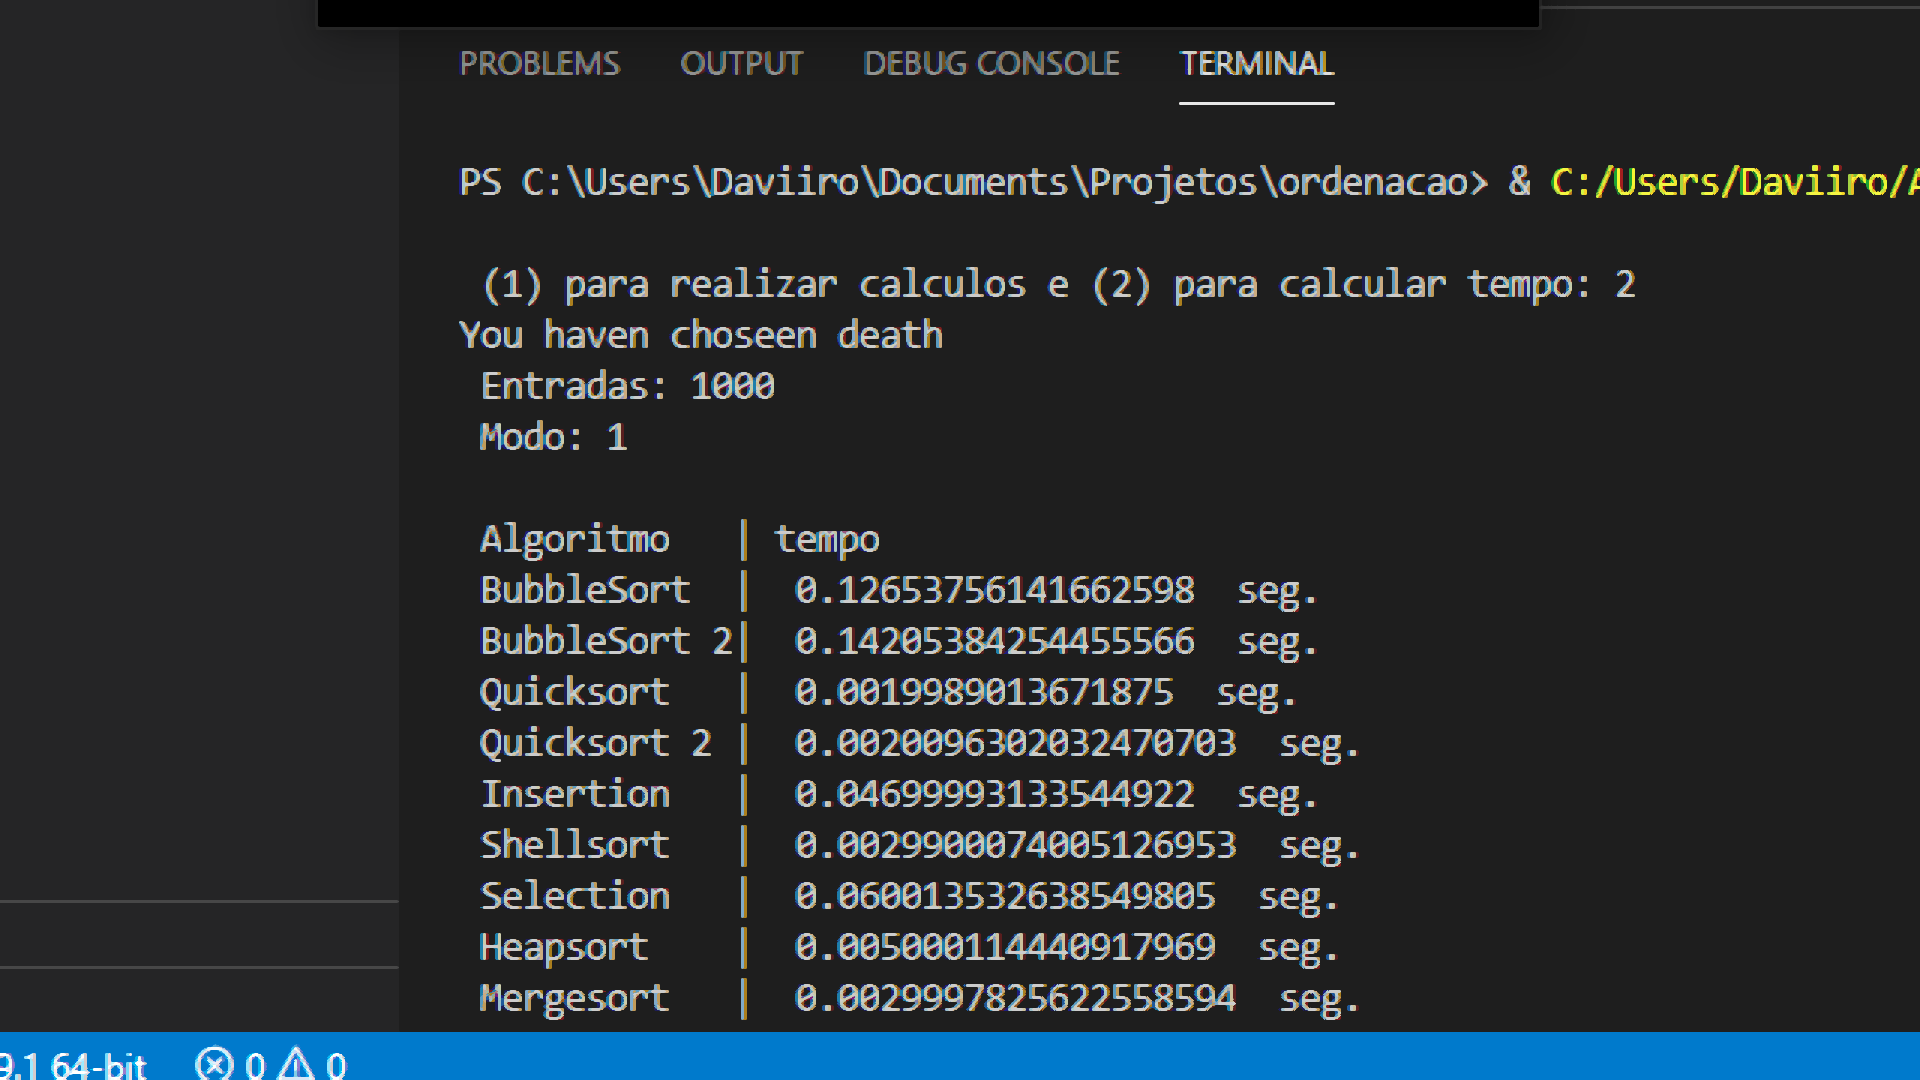 PROBLEMS OUTPUT DEBUG CONSOLE TERMINAL
PS C:\Users\Daviiro\Documents\Projetos\ordenacao> & C:/Users/Daviiro/A
(1) para realizar calculos e (2) para calcular tempo: 2
You haven choseen death
Entradas: 1000
Modo: 1
Algoritmo | tempo
BubbleSort | 0.12653756141662598 seg.
BubbleSort 2| 0.14205384254455566 seg.
Quicksort | 0.0019989013671875 seg.
Quicksort 2 | 0.0020096302032470703 seg.
Insertion | 0.04699993133544922 seg.
Shellsort | 0.0029900074005126953 seg.
Selection | 0.060013532638549805 seg.
Heapsort | 0.005000114440917969 seg.
Mergesort | 0.0029997825622558594 seg.
9.1 64-bit 0 0